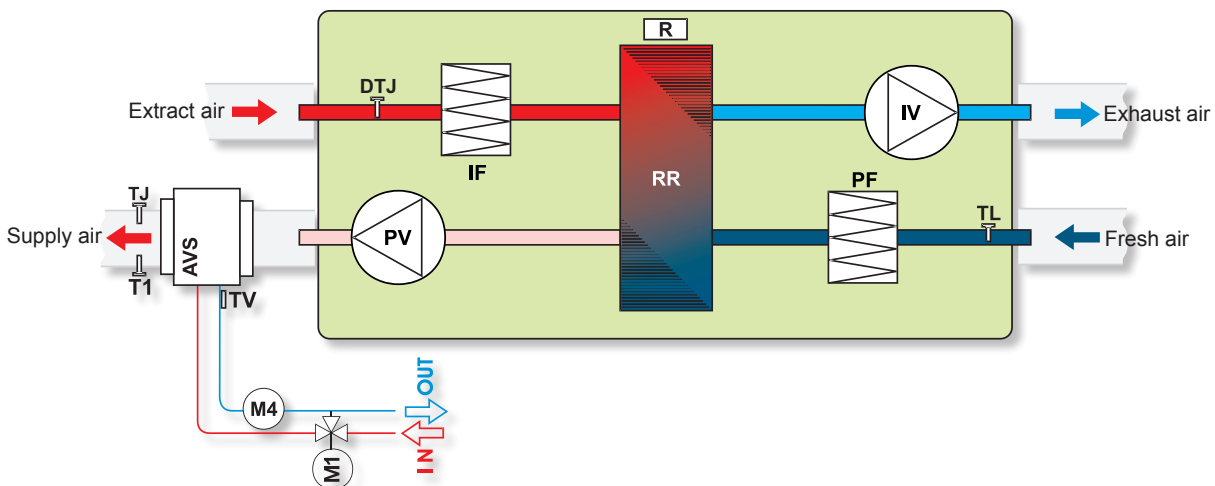 R
DTJ
Extract air
IV
Exhaust air
IF
RR
PF
TJ
TL
Supply air
AVS
PV
Fresh air
T1
TV
OUT
M4
IN
M1